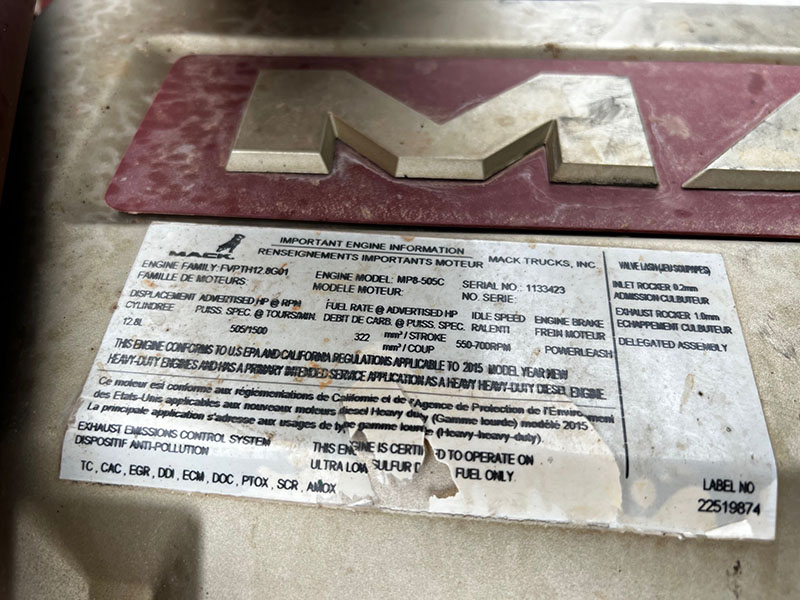 MA
MACK
IMPORTANT ENGINE INFORMATION
RENSEIGNEMENTS IMPORTANTS MOTEUR
MACK TRUCKS, INC
ENGINE FAMILY: FVPTH12.8G01
FAMILLE DE MOTEURS:
ENGINE MODEL: MP8-505C
MODELE MOTEUR:
SERIAL NO : 1133423
NO. SERIE:
DISPLACEMENT ADVERTISED HP @ RPM FUEL RATE @ ADVERTISED HP IDLE SPEED ENGINE BRAKE
CYLINDREE PUISS. SPEC. @ TOURS/MIN. DEBIT DE CARB. @ PUISS. SPEC. RALENTI FREIN MOTEUR
12.8L 505/1500 322 mm³ / STROKE 550-700RPM POWERLEASH
mm³ / COUP
THIS ENGINE CONFORMS TO U.S EPA AND CALIFORNIA REGULATIONS APPLICABLE TO 2015 MODEL YEAR NEW
HEAVY-DUTY ENGINES AND HAS A PRIMARY INTENDED SERVICE APPLICATION AS A HEAVY HEAVY-DUTY DIESEL ENGINE.
Ce moteur est conforme aux réglementations de Californie et de l'Agence de Protection de l'Environement
des Etats-Unis applicables aux nouveaux moteurs diesel Heavy duty (Gamme lourde) modèle 2015
La principale application s'adresse aux usages de type gamme lourde (Heavy-heavy-duty).
EXHAUST EMISSIONS CONTROL SYSTEM
DISPOSITIF ANTI-POLLUTION
TC , CAC , EGR , DDI , ECM , DOC , PTOX , SCR , AMOX
THIS ENGINE IS CERTIFIED TO OPERATE ON
ULTRA LOW SULFUR D FUEL ONLY
VALVE LASH (JEU SOUPAPES)
INLET ROCKER 0.2mm
ADMISSION CULBUTEUR
EXHAUST ROCKER 1.0mm
ECHAPPEMENT CULBUTEUR
DELEGATED ASSEMBLY
LABEL NO
22519874